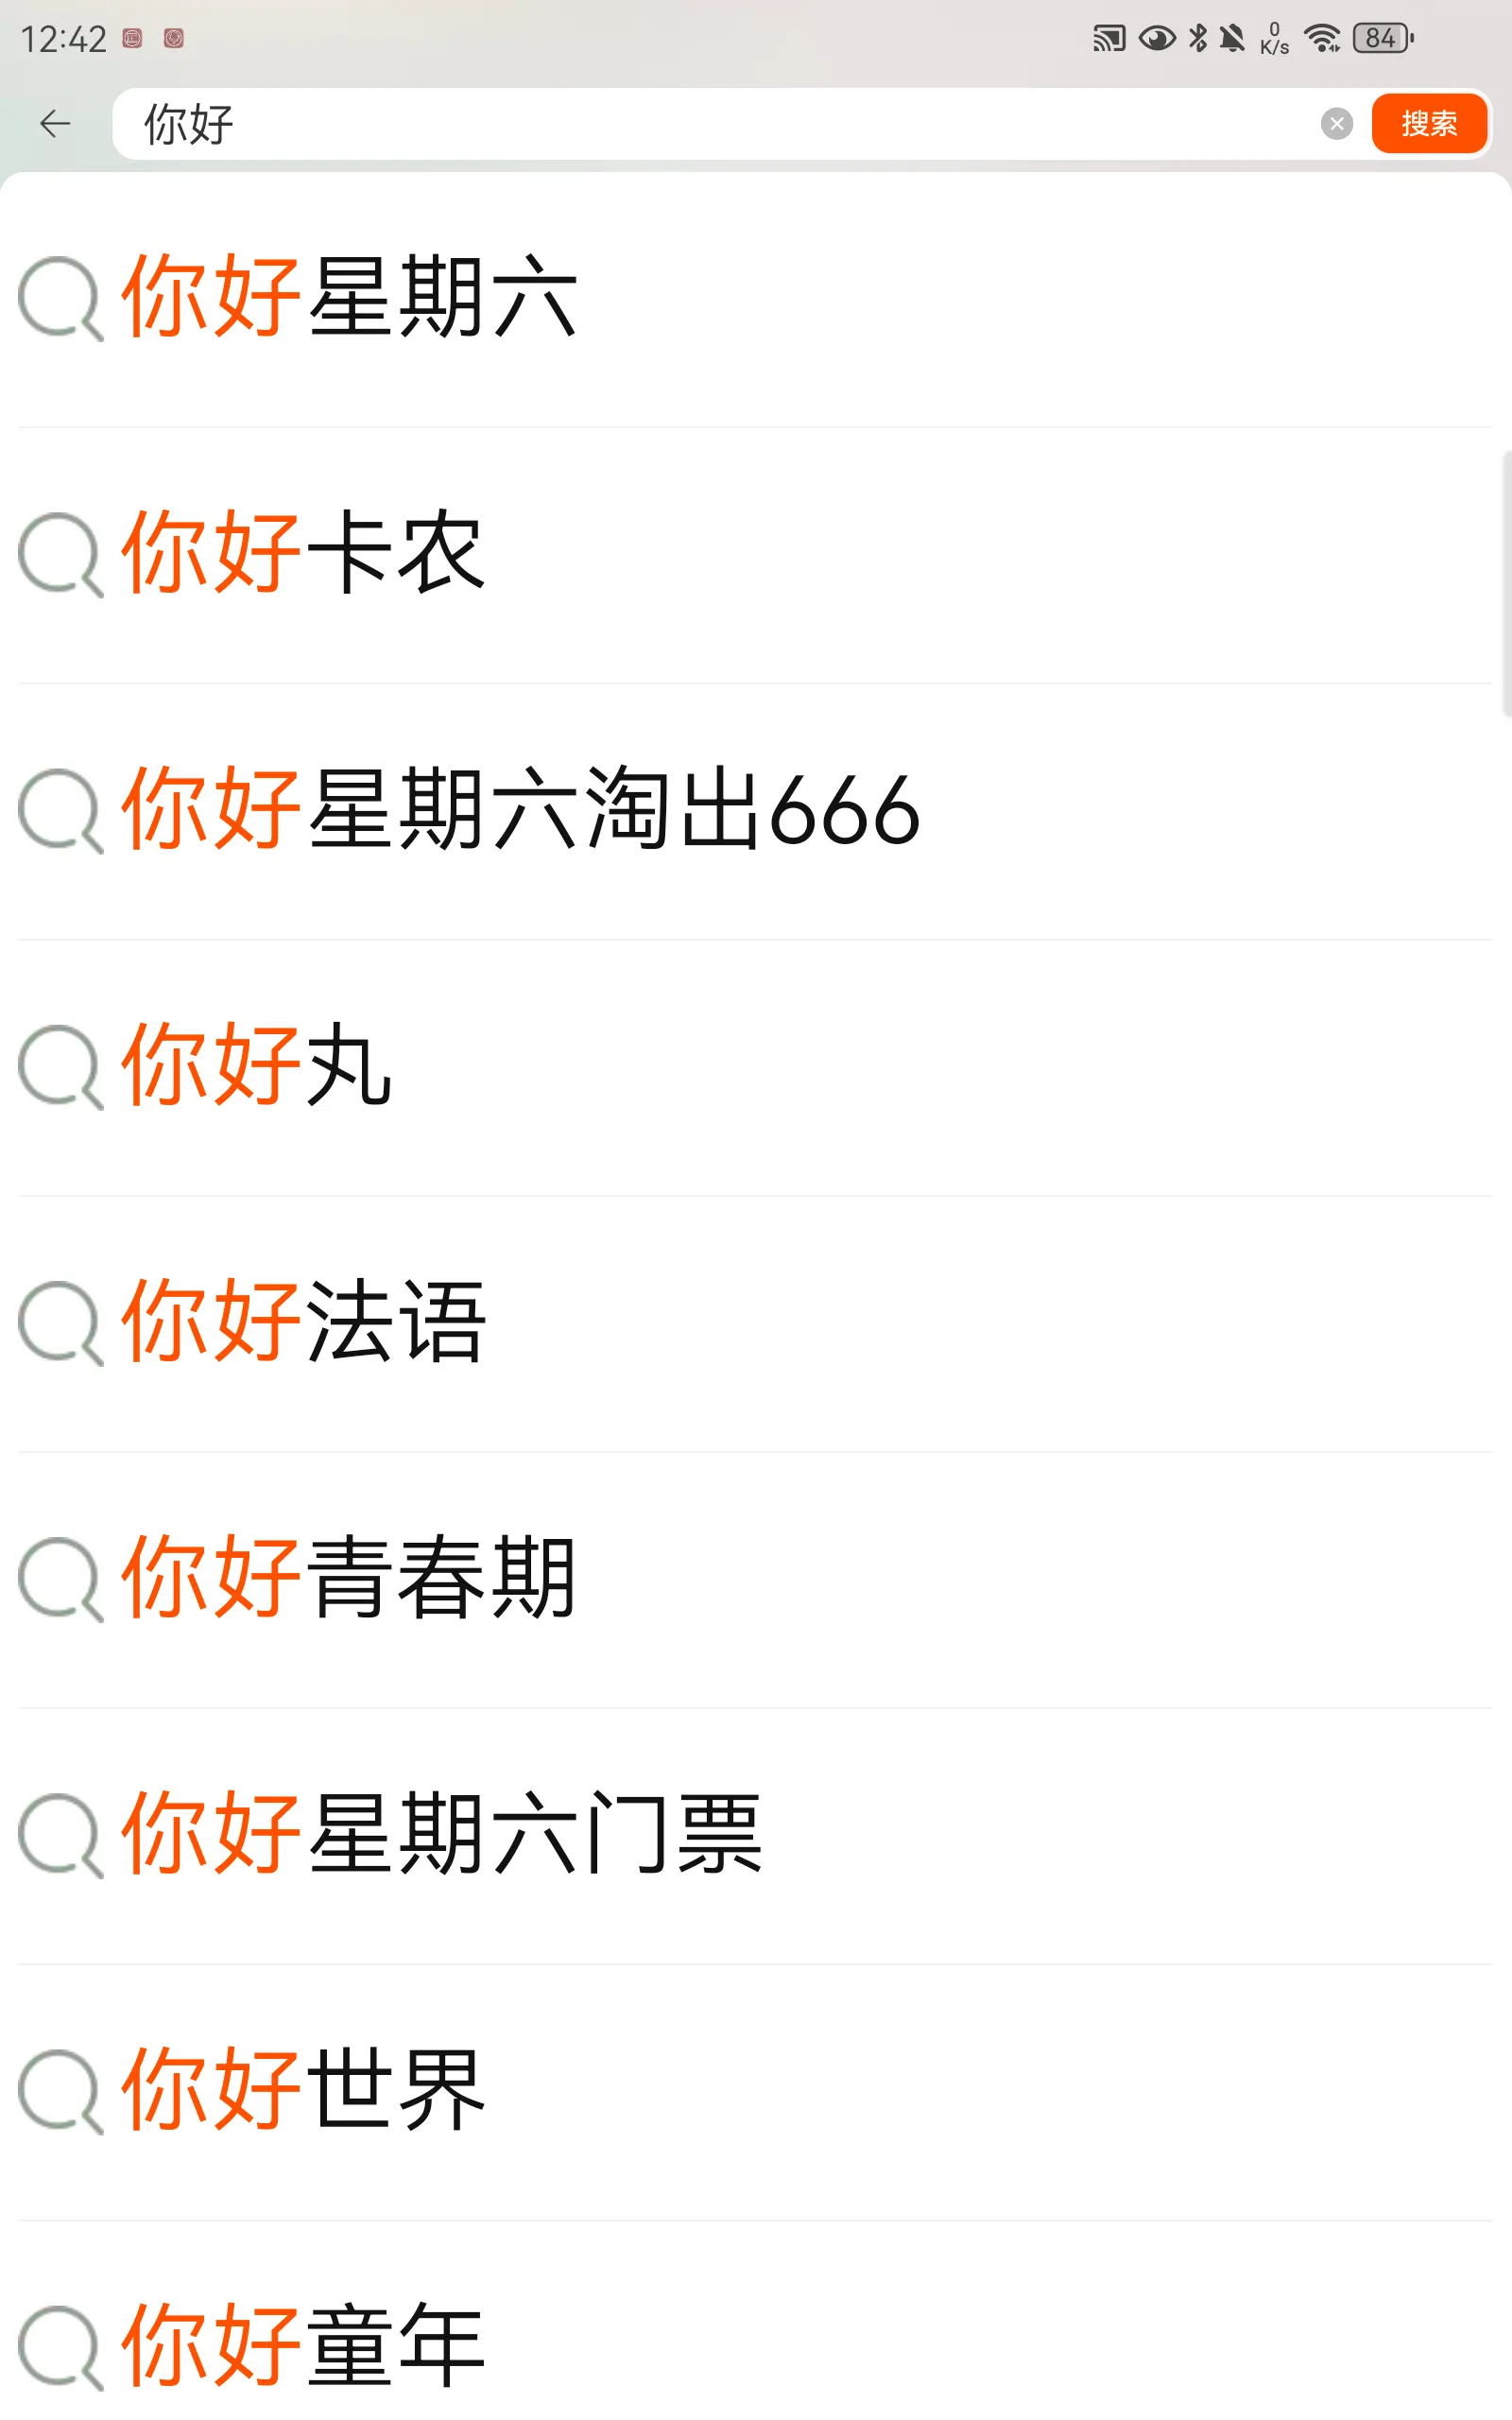 12:42
0
K/s
84
你好
搜索
你好星期六
你好卡农
你好星期六淘出666
你好丸
你好法语
你好青春期
你好星期六门票
你好世界
你好童年